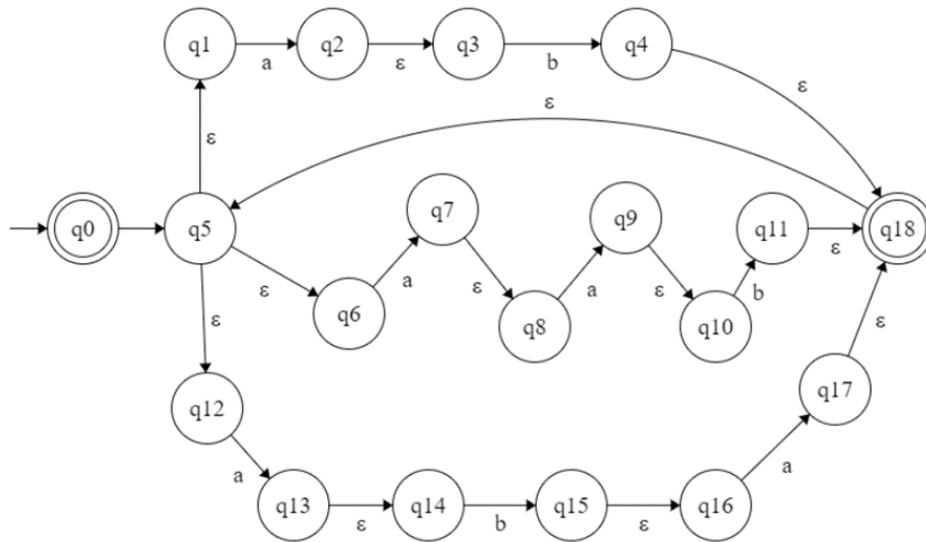 q1 q2 q3 q4
a ε b
ε
ε
ε
q0 q5 q7 q9 q11 q18
ε a ε a ε b ε
q6 q8 q10
ε
ε
q12 q17
a a
q13 q14 q15 q16
ε b ε